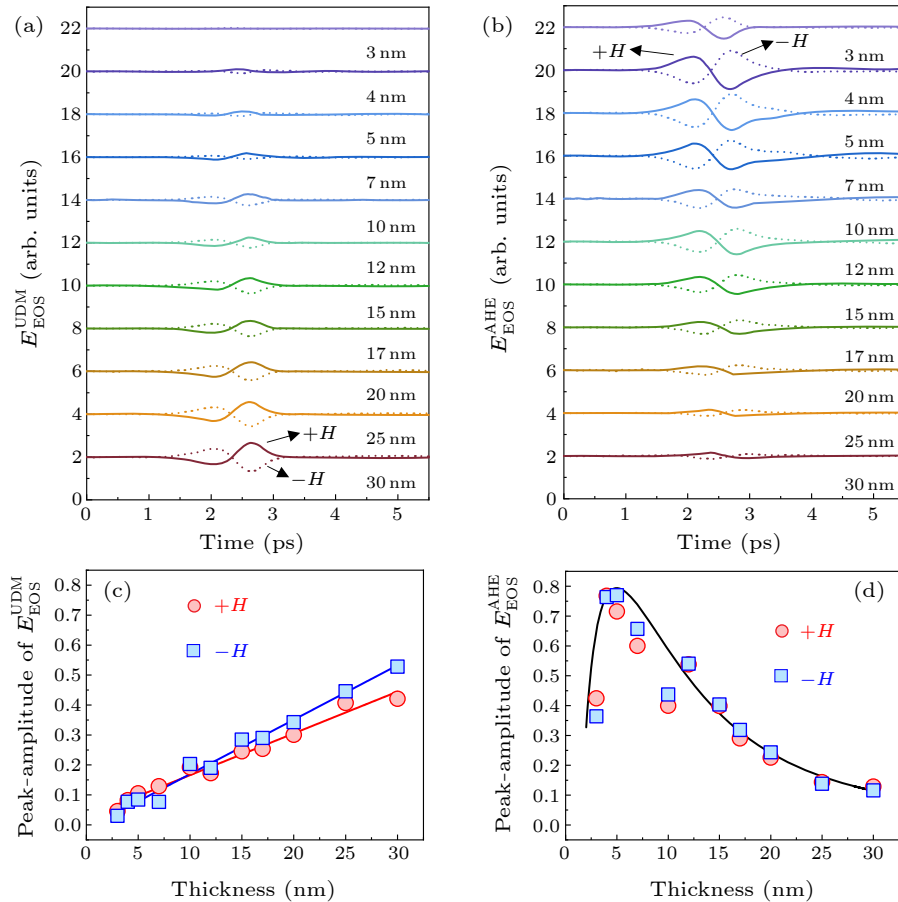 (a)
22
20
18
16
14
12
10
8
6
4
2
0
E_EOS^UDM (arb. units)
3 nm
4 nm
5 nm
7 nm
10 nm
12 nm
15 nm
17 nm
20 nm
25 nm
30 nm
+H
−H
0 1 2 3 4 5
Time (ps)
(b)
22
20
18
16
14
12
10
8
6
4
2
0
E_EOS^AHE (arb. units)
+H
−H
3 nm
4 nm
5 nm
7 nm
10 nm
12 nm
15 nm
17 nm
20 nm
25 nm
30 nm
0 1 2 3 4 5
Time (ps)
(c)
0.8
0.7
0.6
0.5
0.4
0.3
0.2
0.1
0.0
Peak-amplitude of E_EOS^UDM
+H
−H
0 5 10 15 20 25 30
Thickness (nm)
(d)
0.8
0.7
0.6
0.5
0.4
0.3
0.2
0.1
0.0
Peak-amplitude of E_EOS^AHE
+H
−H
0 5 10 15 20 25 30
Thickness (nm)